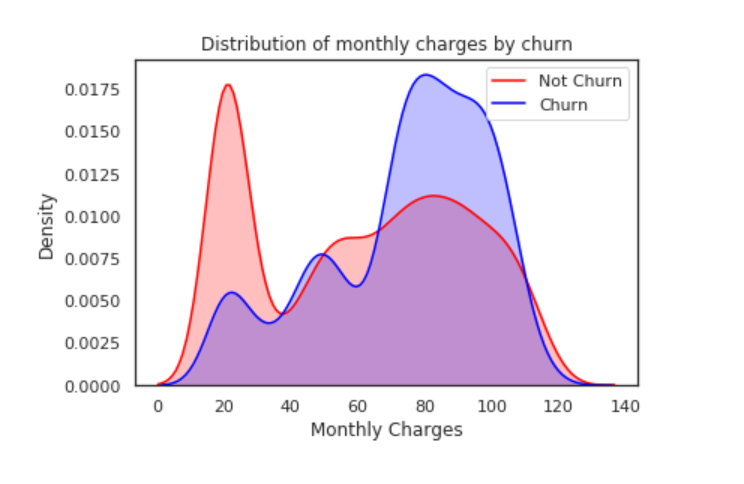 Distribution of monthly charges by churn
Not Churn
Churn
0.0175
0.0150
0.0125
0.0100
0.0075
0.0050
0.0025
0.0000
Density
0 20 40 60 80 100 120 140
Monthly Charges